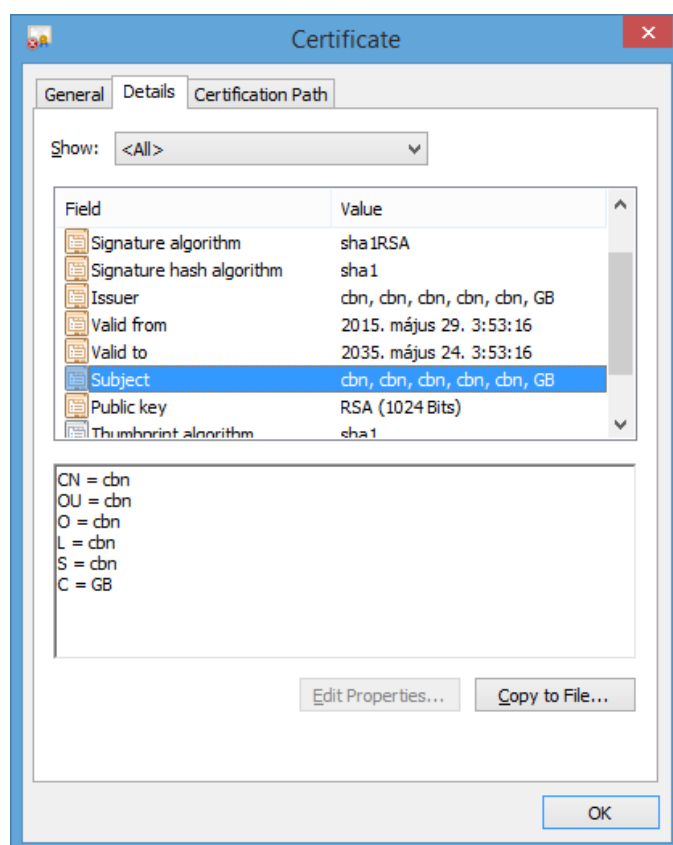 Certificate
General Details Certification Path
Show: <All>
Field Value
Signature algorithm sha1RSA
Signature hash algorithm sha1
Issuer cbn, cbn, cbn, cbn, cbn, GB
Valid from 2015. május 29. 3:53:16
Valid to 2035. május 24. 3:53:16
Subject cbn, cbn, cbn, cbn, cbn, GB
Public key RSA (1024 Bits)
Thumbprint algorithm sha1
CN = cbn
OU = cbn
O = cbn
L = cbn
S = cbn
C = GB
Edit Properties... Copy to File...
OK